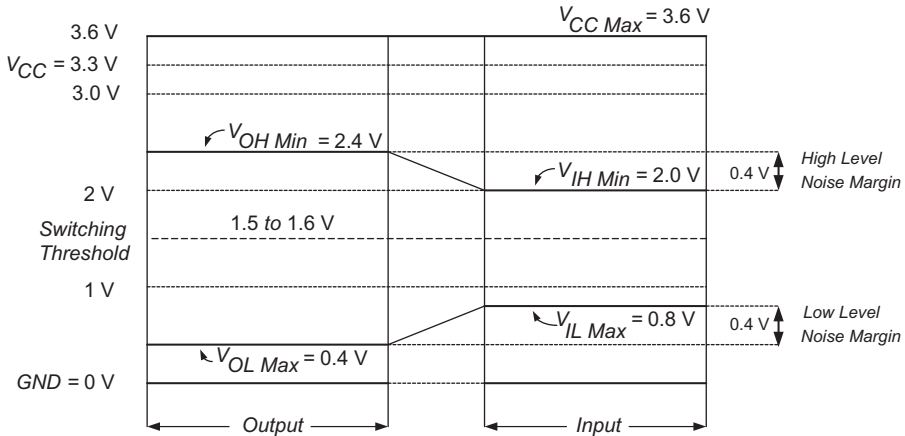 V_CC Max = 3.6 V
3.6 V
V_CC = 3.3 V
3.0 V
V_OH Min = 2.4 V
High Level
Noise Margin
0.4 V
V_IH Min = 2.0 V
2 V
1.5 to 1.6 V
Switching
Threshold
1 V
V_IL Max = 0.8 V
Low Level
Noise Margin
0.4 V
V_OL Max = 0.4 V
GND = 0 V
Output
Input